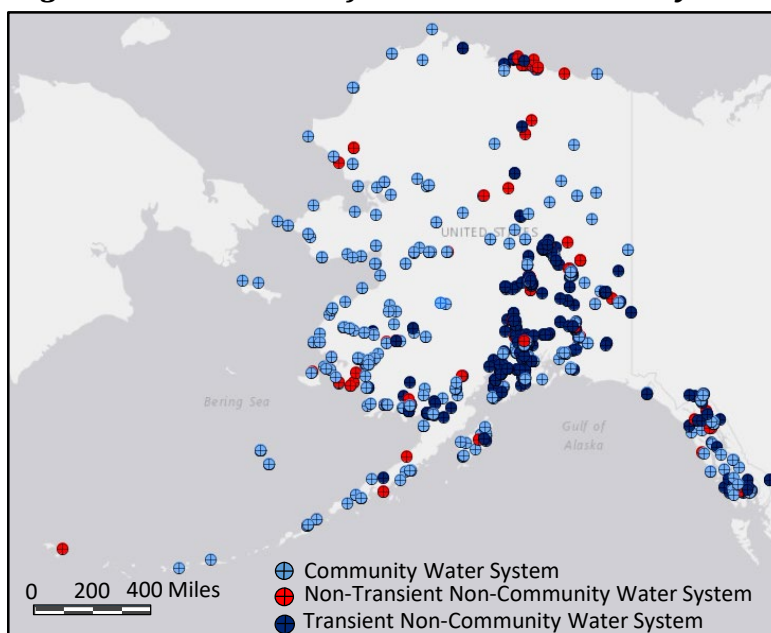 UNITED STATES
Bering Sea
Gulf of
Alaska
Community Water System
Non-Transient Non-Community Water System
0 200 400 Miles
Transient Non-Community Water System